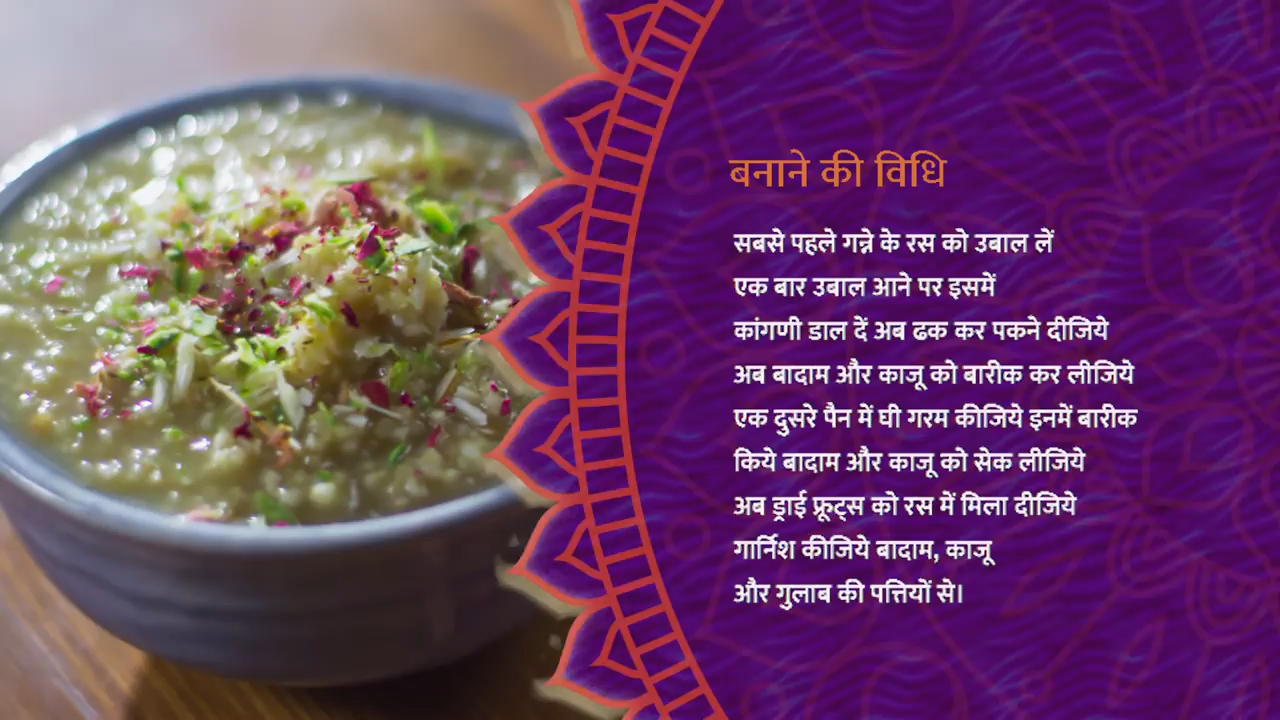 बनाने की विधि
सबसे पहले गन्ने के रस को उबाल लें
एक बार उबाल आने पर इसमें
कांगणी डाल दें अब ढक कर पकने दीजिये
अब बादाम और काजू को बारीक कर लीजिये
एक दुसरे पैन में घी गरम कीजिये इनमें बारीक
किये बादाम और काजू को सेक लीजिये
अब ड्राई फ्रूट्स को रस में मिला दीजिये
गार्निश कीजिये बादाम, काजू
और गुलाब की पत्तियों से।